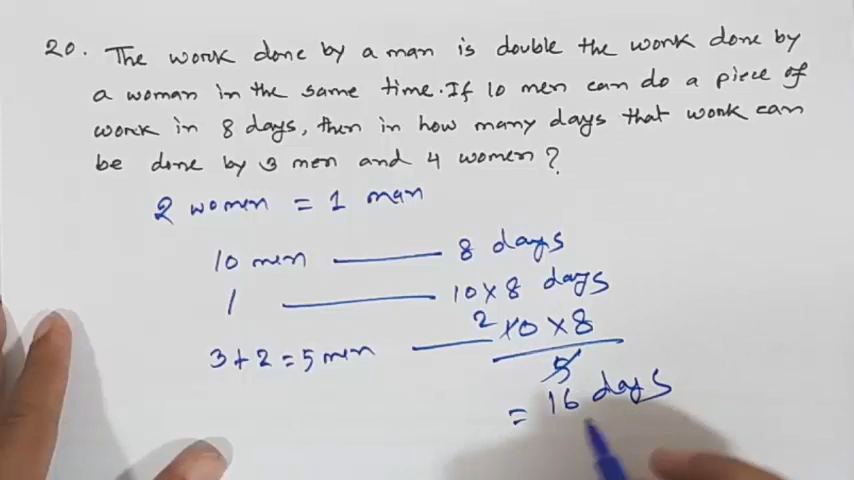 20. The work done by a man is double the work done by
a woman in the same time. If 10 men can do a piece of
work in 8 days, then in how many days that work can
be done by 3 men and 4 women?
2 women = 1 man
10 men —— 8 days
1 —— 10 × 8 days
3 + 2 = 5 men —— 2 10 × 8
5
= 16 days